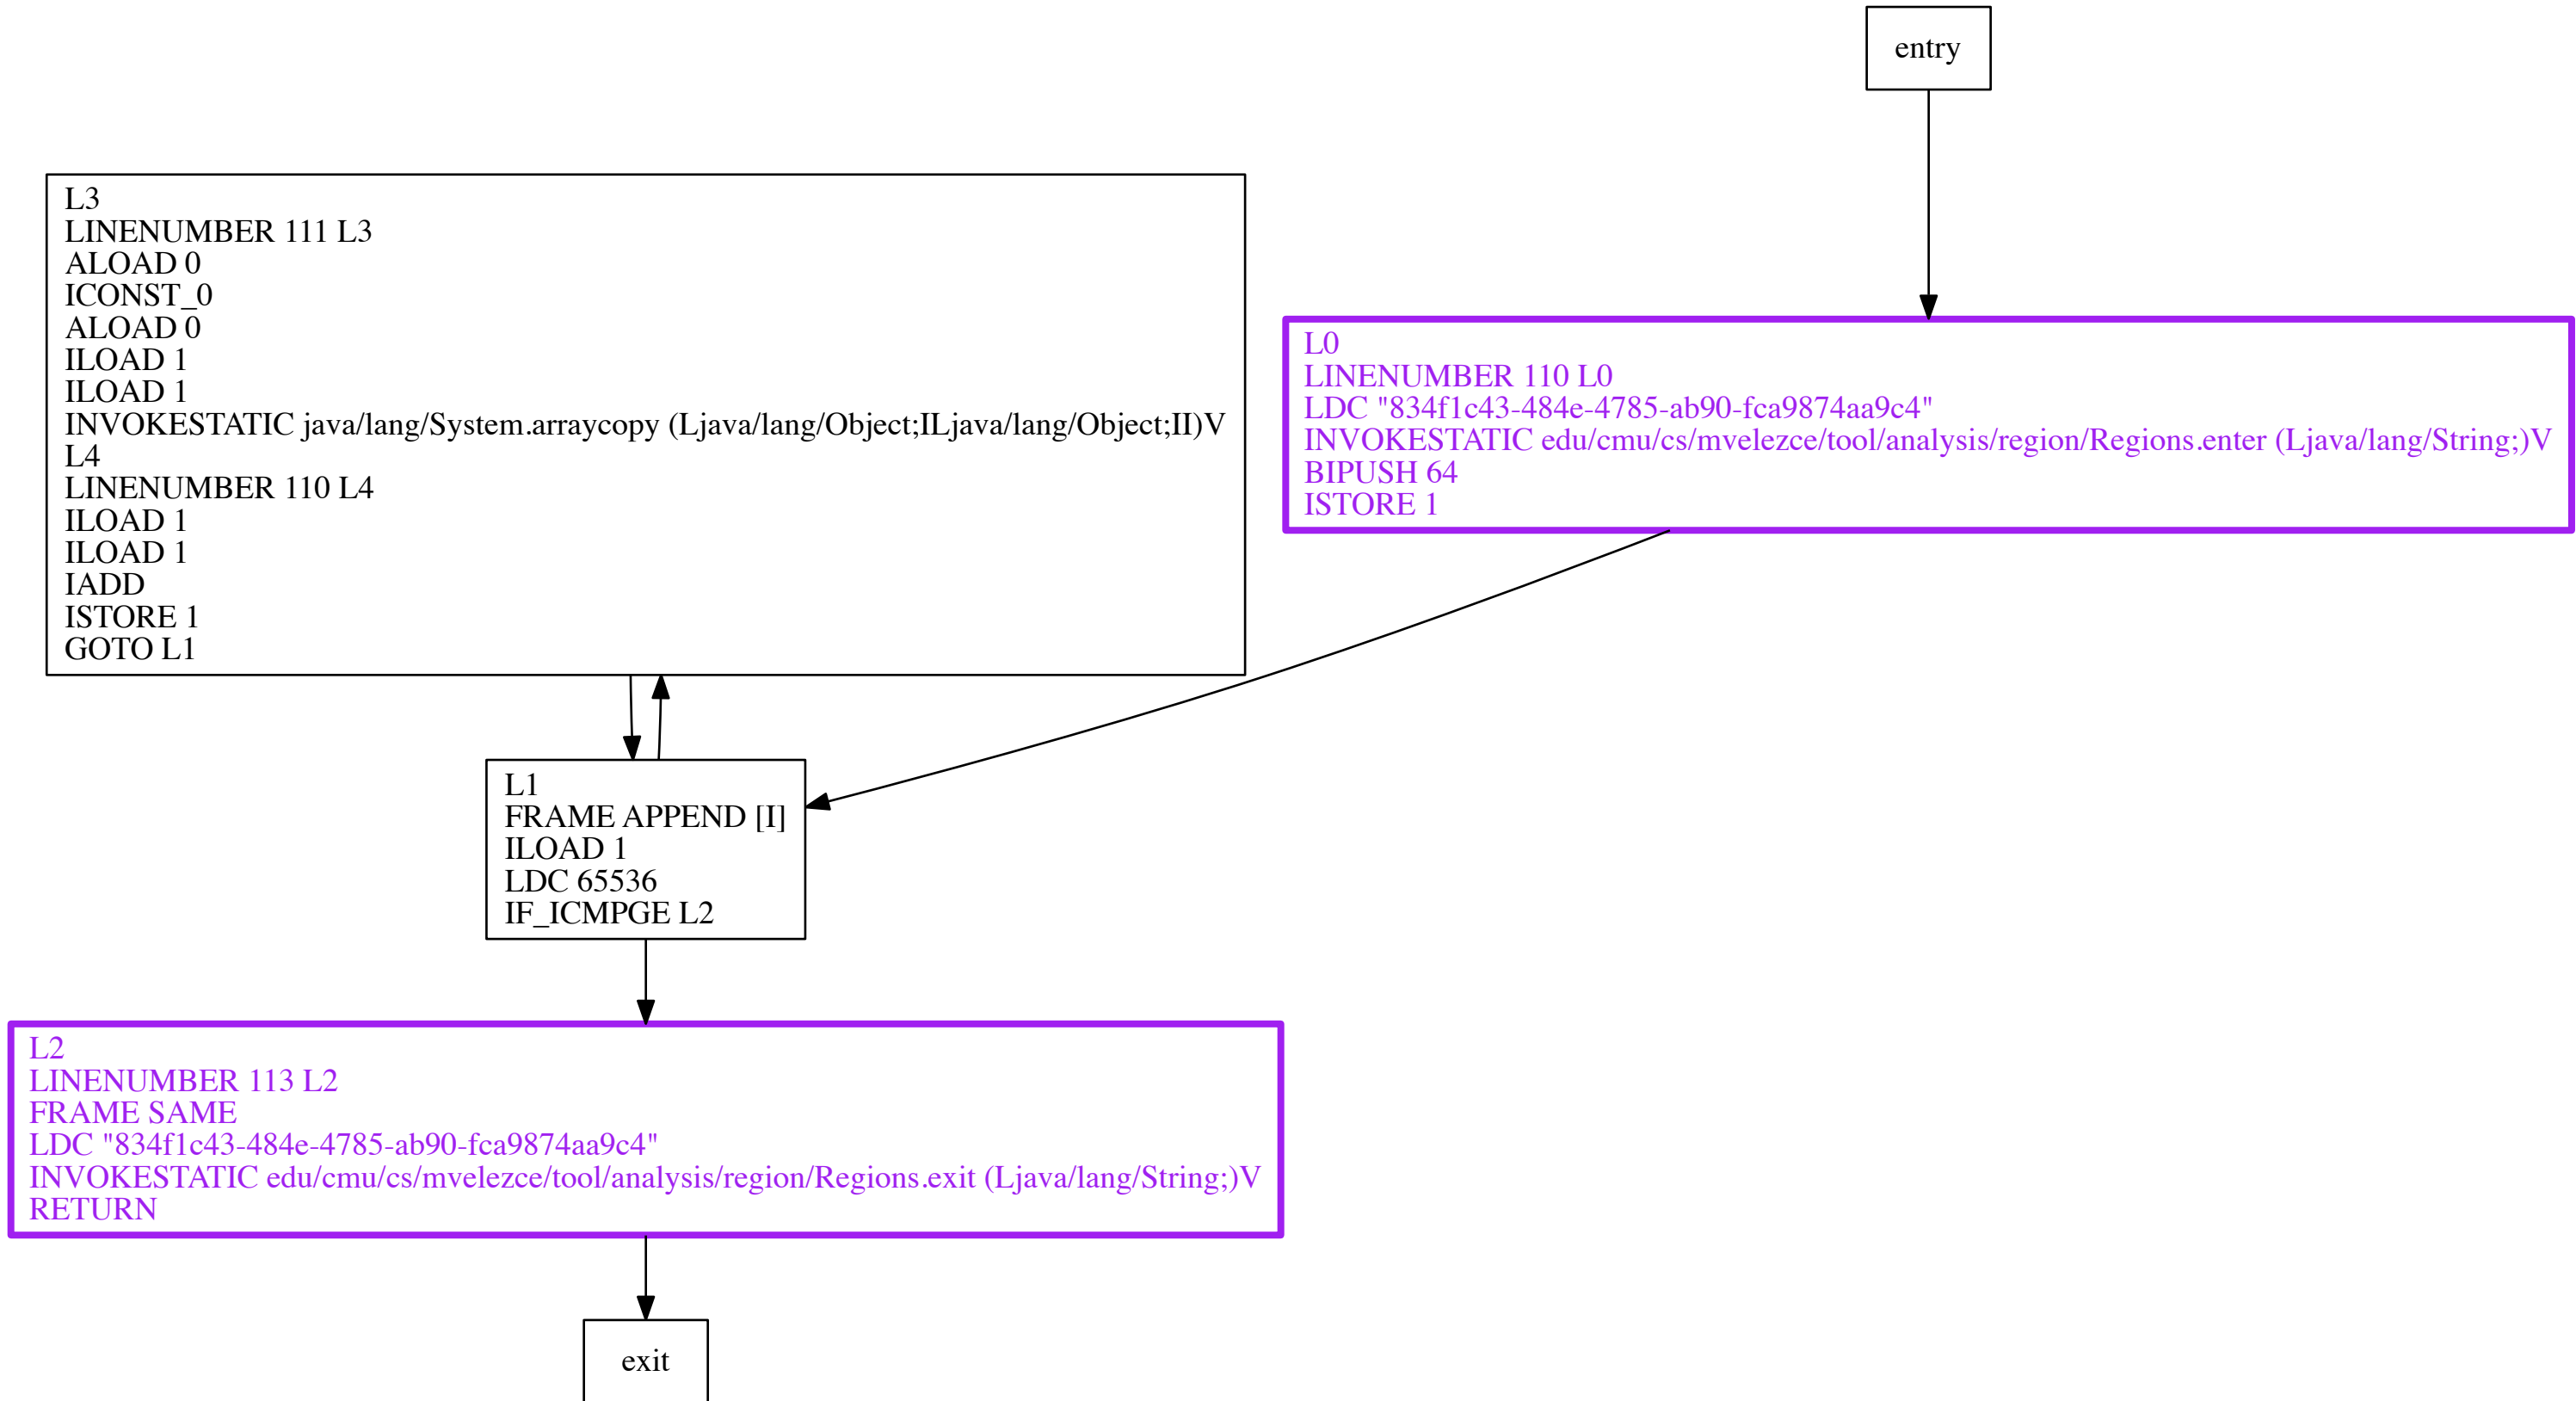 entry
L3
LINENUMBER 111 L3
ALOAD 0
ICONST_0
ALOAD 0
ILOAD 1
ILOAD 1
INVOKESTATIC java/lang/System.arraycopy (Ljava/lang/Object;ILjava/lang/Object;II)V
L4
LINENUMBER 110 L4
ILOAD 1
ILOAD 1
IADD
ISTORE 1
GOTO L1
L0
LINENUMBER 110 L0
LDC "834f1c43-484e-4785-ab90-fca9874aa9c4"
INVOKESTATIC edu/cmu/cs/mvelezce/tool/analysis/region/Regions.enter (Ljava/lang/String;)V
BIPUSH 64
ISTORE 1
L1
FRAME APPEND [I]
ILOAD 1
LDC 65536
IF_ICMPGE L2
L2
LINENUMBER 113 L2
FRAME SAME
LDC "834f1c43-484e-4785-ab90-fca9874aa9c4"
INVOKESTATIC edu/cmu/cs/mvelezce/tool/analysis/region/Regions.exit (Ljava/lang/String;)V
RETURN
exit